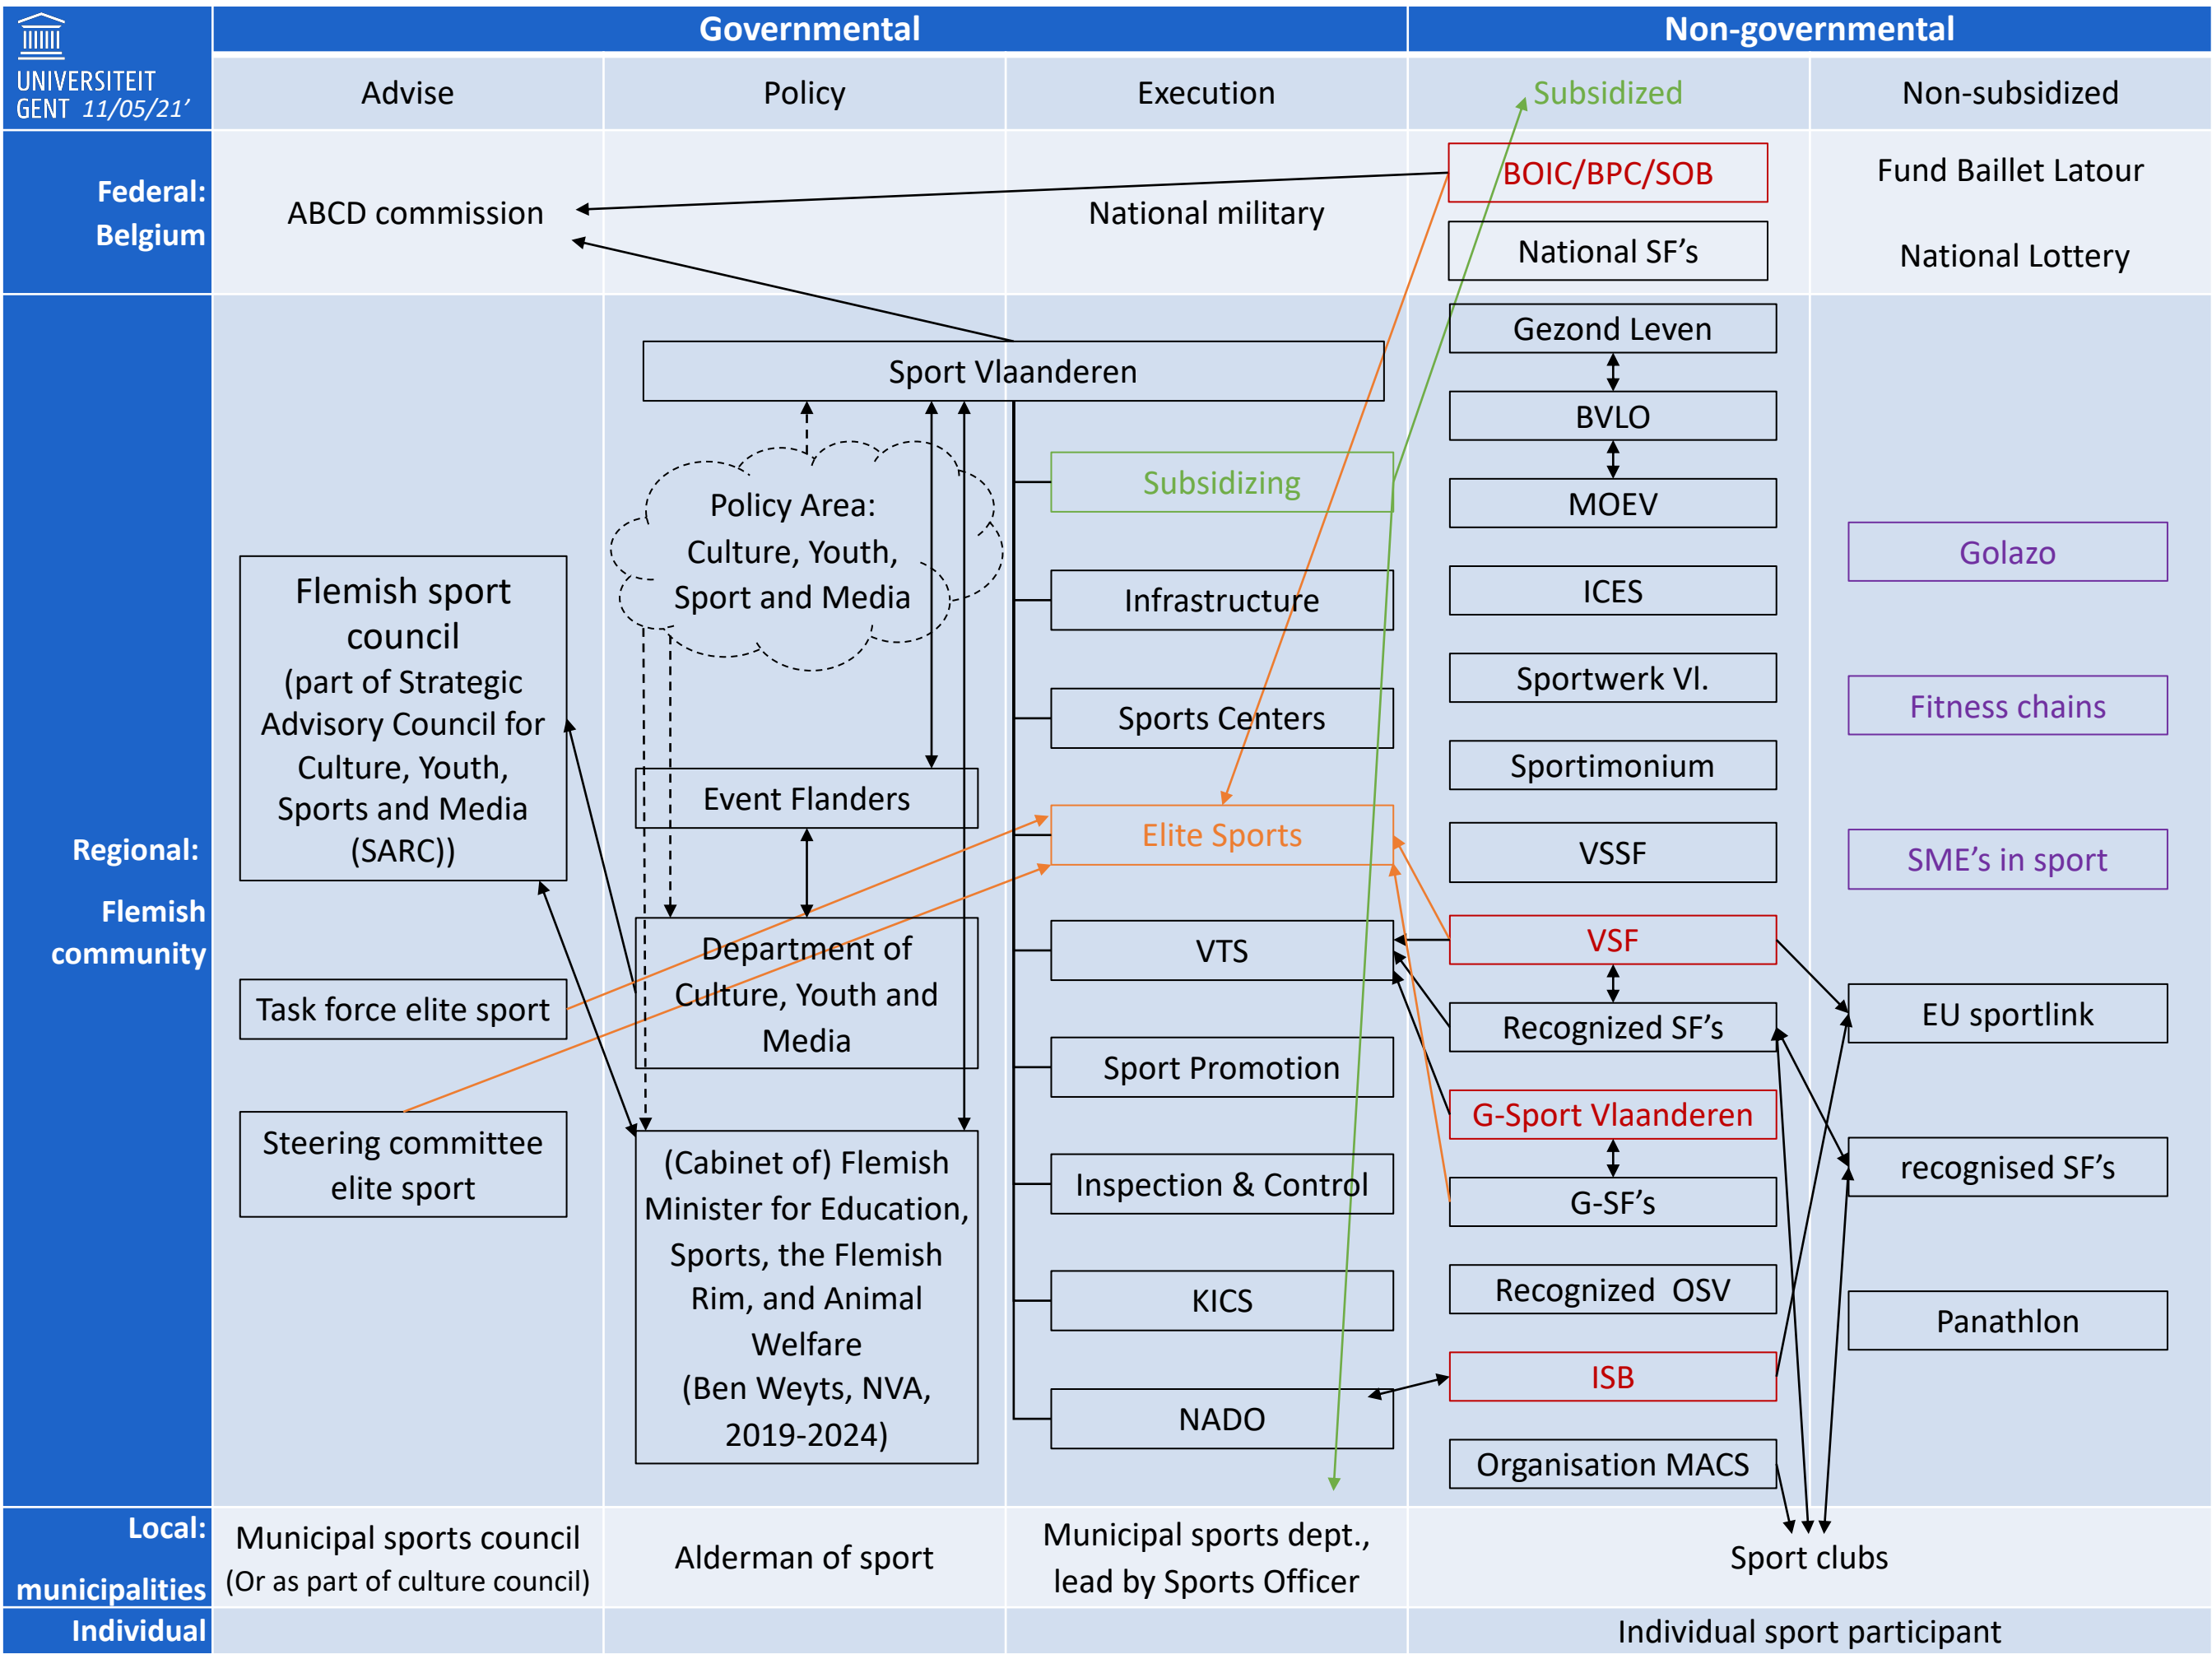 UNIVERSITEIT
GENT 11/05/21’
Governmental
Non-governmental
Advise
Policy
Execution
Subsidized
Non-subsidized
Federal:
Belgium
ABCD commission
National military
BOIC/BPC/SOB
National SF’s
Fund Baillet Latour
National Lottery
Regional:
Flemish
community
Flemish sport
council
(part of Strategic
Advisory Council for
Culture, Youth,
Sports and Media
(SARC))
Task force elite sport
Steering committee
elite sport
Sport Vlaanderen
Policy Area:
Culture, Youth,
Sport and Media
Event Flanders
Department of
Culture, Youth and
Media
(Cabinet of) Flemish
Minister for Education,
Sports, the Flemish
Rim, and Animal
Welfare
(Ben Weyts, NVA,
2019-2024)
Subsidizing
Infrastructure
Sports Centers
Elite Sports
VTS
Sport Promotion
Inspection & Control
KICS
NADO
Gezond Leven
BVLO
MOEV
ICES
Sportwerk Vl.
Sportimonium
VSSF
VSF
Recognized SF’s
G-Sport Vlaanderen
G-SF’s
Recognized OSV
ISB
Organisation MACS
Golazo
Fitness chains
SME’s in sport
EU sportlink
recognised SF’s
Panathlon
Local:
municipalities
Municipal sports council
(Or as part of culture council)
Alderman of sport
Municipal sports dept.,
lead by Sports Officer
Sport clubs
Individual
Individual sport participant